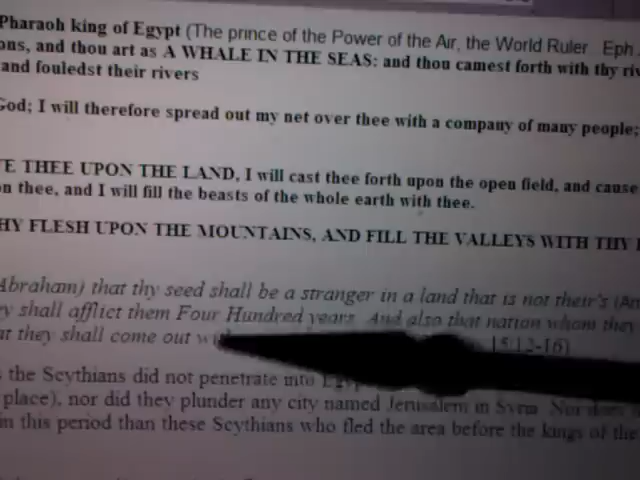 Pharaoh king of Egypt (The prince of the Power of the Air, the World Ruler Eph
ons, and thou art as A WHALE IN THE SEAS: and thou camest forth with thy riv
and fouledst their rivers
God; I will therefore spread out my net over thee with a company of many people;
E THEE UPON THE LAND, I will cast thee forth upon the open field, and cause
n thee, and I will fill the beasts of the whole earth with thee.
HY FLESH UPON THE MOUNTAINS, AND FILL THE VALLEYS WITH THY
Abraham) that thy seed shall be a stranger in a land that is not their's (
y shall afflict them Four Hundred years. And also that nation whom they
at they shall come out 15:12-16)
the Scythians did not penetrate into
place), nor did they plunder any city named Jerusalem in Syria. Nor
in this period than these Scythians who fled the area before the kings of the